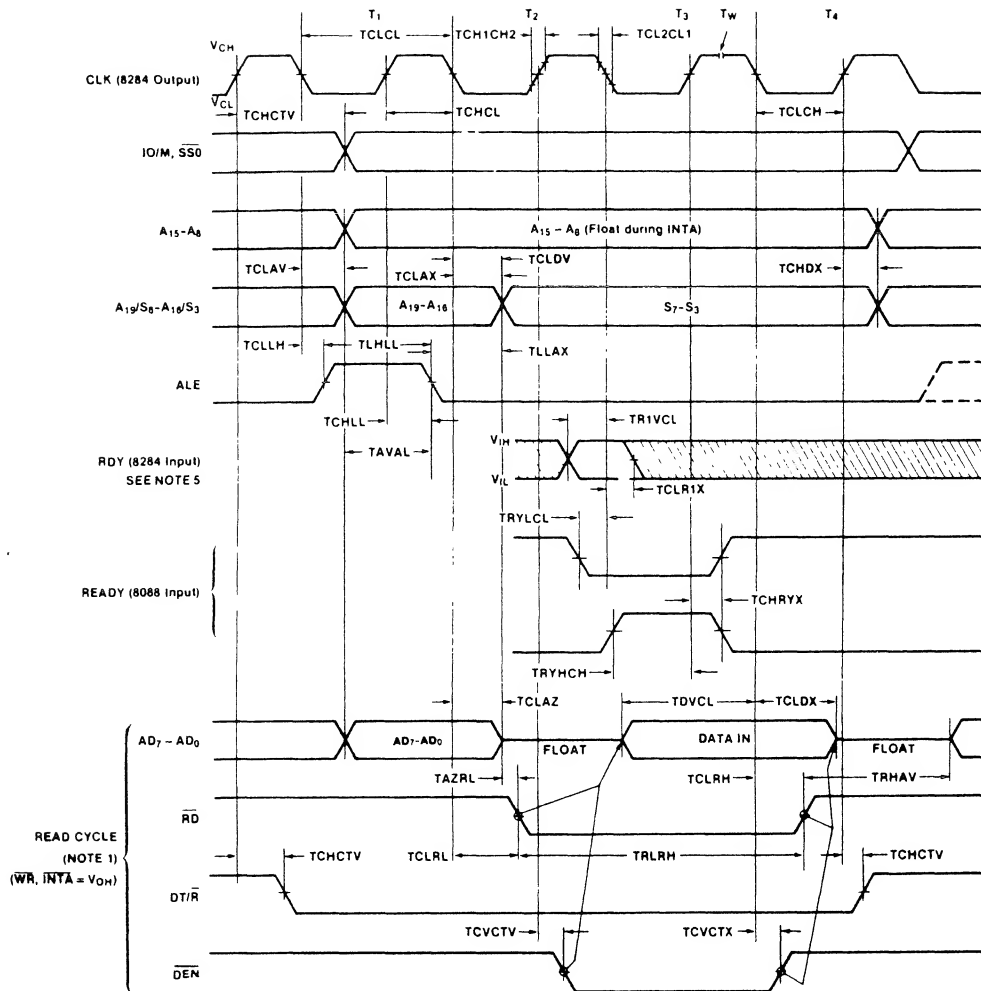 T1 T2 T3 TW T4
TCLCL TCH1CH2 TCL2CL1
VCH
CLK (8284 Output)
VCL
TCHCTV TCHCL TCLCH
IO/M, SS0
A15-A8 A15 – A8 (Float during INTA)
TCLDV
TCLAV TCLAX TCHDX
A19/S6-A16/S3 A19-A16 S7-S3
TCLLH TLHLL TLLAX
ALE
TCHLL TR1VCL
TAVAL VIH
RDY (8284 Input)
SEE NOTE 5 VIL
TCLR1X
TRYLCL
READY (8088 Input)
TCHRYX
TRYHCH
TCLAZ TDVCL TCLDX
AD7 – AD0 AD7-AD0 FLOAT DATA IN FLOAT
TAZRL TCLRH TRHAV
RD
READ CYCLE
(NOTE 1) TCHCTV TCLRL TRLRH TCHCTV
(WR, INTA = VOH)
DT/R
TCVCTV TCVCTX
DEN